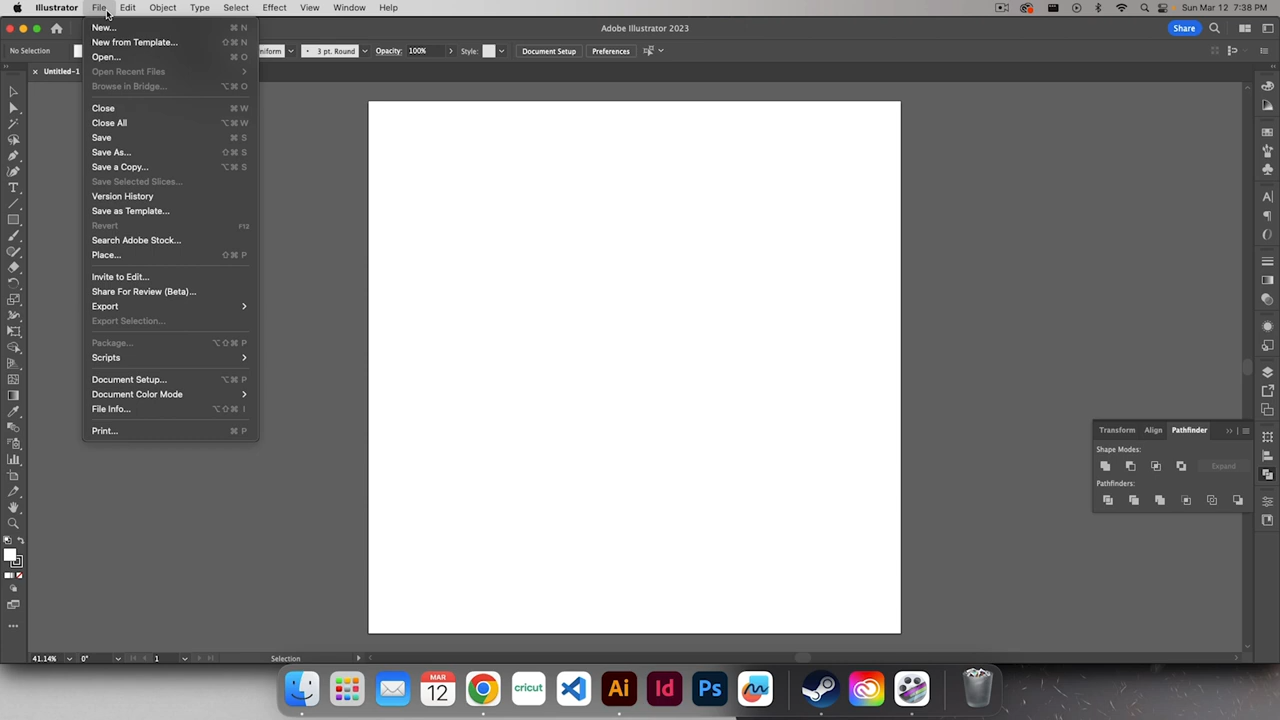 Illustrator File Edit Object Type Select Effect View Window Help Sun Mar 12 7:38 PM
Adobe Illustrator 2023 Share
No Selection niform 3 pt. Round Opacity: 100% Style: Document Setup Preferences
× Untitled-1
New... ⌘ N
New from Template... ⇧⌘ N
Open... ⌘ O
Open Recent Files
Browse in Bridge... ⌥⌘ O
Close ⌘ W
Close All ⌥⌘ W
Save ⌘ S
Save As... ⇧⌘ S
Save a Copy... ⌥⌘ S
Save Selected Slices...
Version History
Save as Template...
Revert F12
Search Adobe Stock...
Place... ⇧⌘ P
Invite to Edit...
Share For Review (Beta)...
Export
Export Selection...
Package... ⌥⇧⌘ P
Scripts
Document Setup... ⌥⌘ P
Document Color Mode
File Info... ⌥⇧⌘ I
Print... ⌘ P
Transform Align Pathfinder
Shape Modes:
Expand
Pathfinders:
41.14% 0° 1 Selection
MAR
12 cricut Ai Id Ps